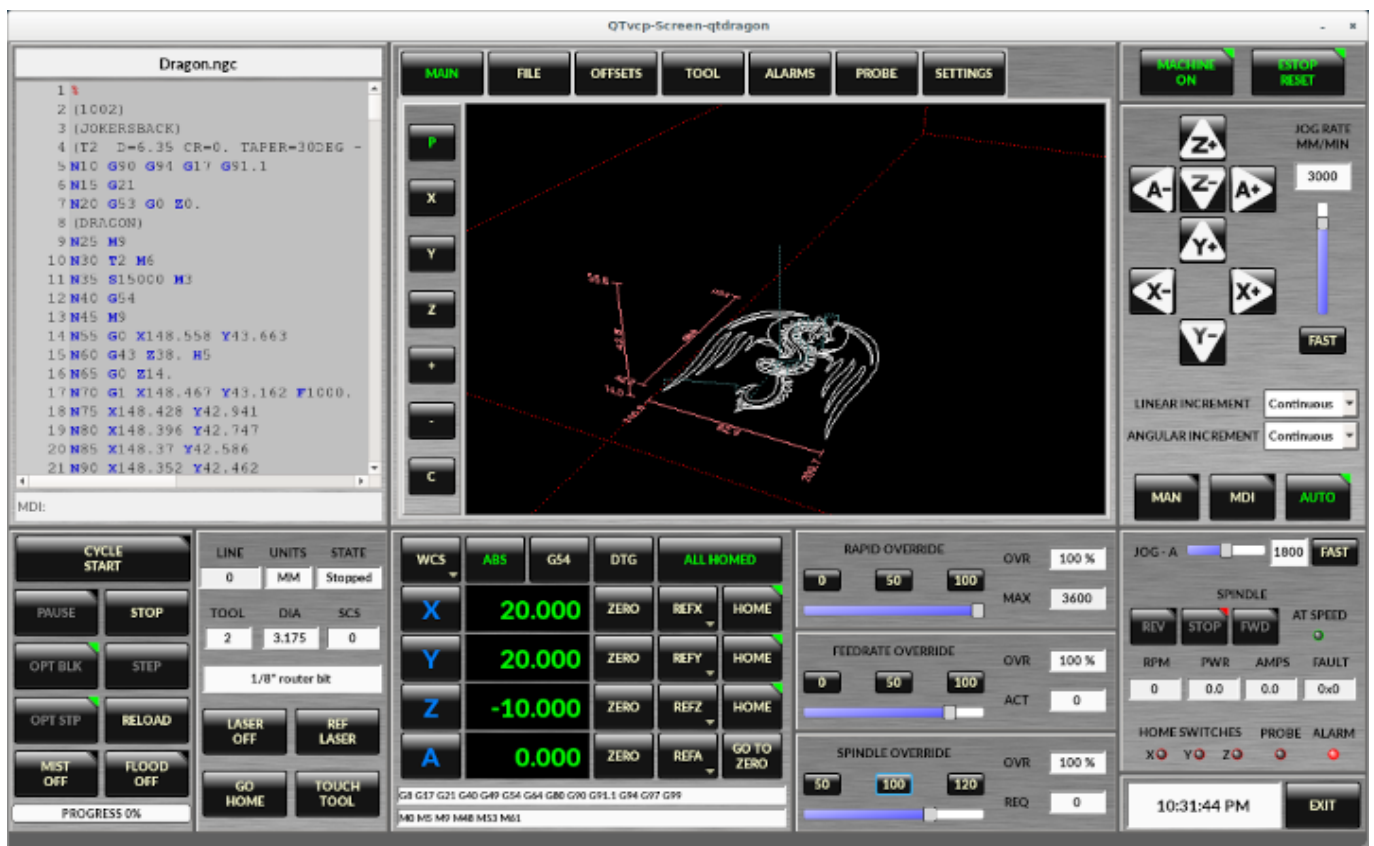 QTvcp-Screen-qtdragon
Dragon.ngc
1 %
2 (1002)
3 (JOKERSBACK)
4 (T2 D=6.35 CR=0. TAPER=30DEG -
5 N10 G90 G94 G17 G91.1
6 N15 G21
7 N20 G53 G0 Z0.
8 (DRAGON)
9 N25 M9
10 N30 T2 M6
11 N35 S15000 M3
12 N40 G54
13 N45 M9
14 N55 G0 X148.558 Y43.663
15 N60 G43 Z38. H5
16 N65 G0 Z14.
17 N70 G1 X148.467 Y43.162 F1000.
18 N75 X148.428 Y42.941
19 N80 X148.396 Y42.747
20 N85 X148.37 Y42.586
21 N90 X148.352 Y42.462
MDI:
MAIN FILE OFFSETS TOOL ALARMS PROBE SETTINGS
P
X
Y
Z
+
-
C
MACHINE ON
ESTOP RESET
JOG RATE
MM/MIN
3000
Z+
A- Z- A+
Y+
X- X+
Y-
FAST
LINEAR INCREMENT Continuous
ANGULAR INCREMENT Continuous
MAN MDI AUTO
CYCLE
START
PAUSE STOP
OPT BLK STEP
OPT STP RELOAD
MIST OFF
FLOOD OFF
PROGRESS 0%
LINE UNITS STATE
0 MM Stopped
TOOL DIA SCS
2 3.175 0
1/8" router bit
LASER OFF
REF LASER
GO HOME
TOUCH TOOL
WCS ABS G54 DTG ALL HOMED
X 20.000 ZERO REFX HOME
Y 20.000 ZERO REFY HOME
Z -10.000 ZERO REFZ HOME
A 0.000 ZERO REFA GO TO ZERO
G8 G17 G21 G40 G49 G54 G64 G80 G90 G91.1 G94 G97 G99
M0 M5 M9 M48 M53 M61
RAPID OVERRIDE OVR 100 %
0 50 100
MAX 3600
FEEDRATE OVERRIDE OVR 100 %
0 50 100
ACT 0
SPINDLE OVERRIDE OVR 100 %
50 100 120
REQ 0
JOG - A 1800 FAST
SPINDLE
REV STOP FWD AT SPEED
RPM PWR AMPS FAULT
0 0.0 0.0 0x0
HOME SWITCHES PROBE ALARM
X Y Z
10:31:44 PM EXIT